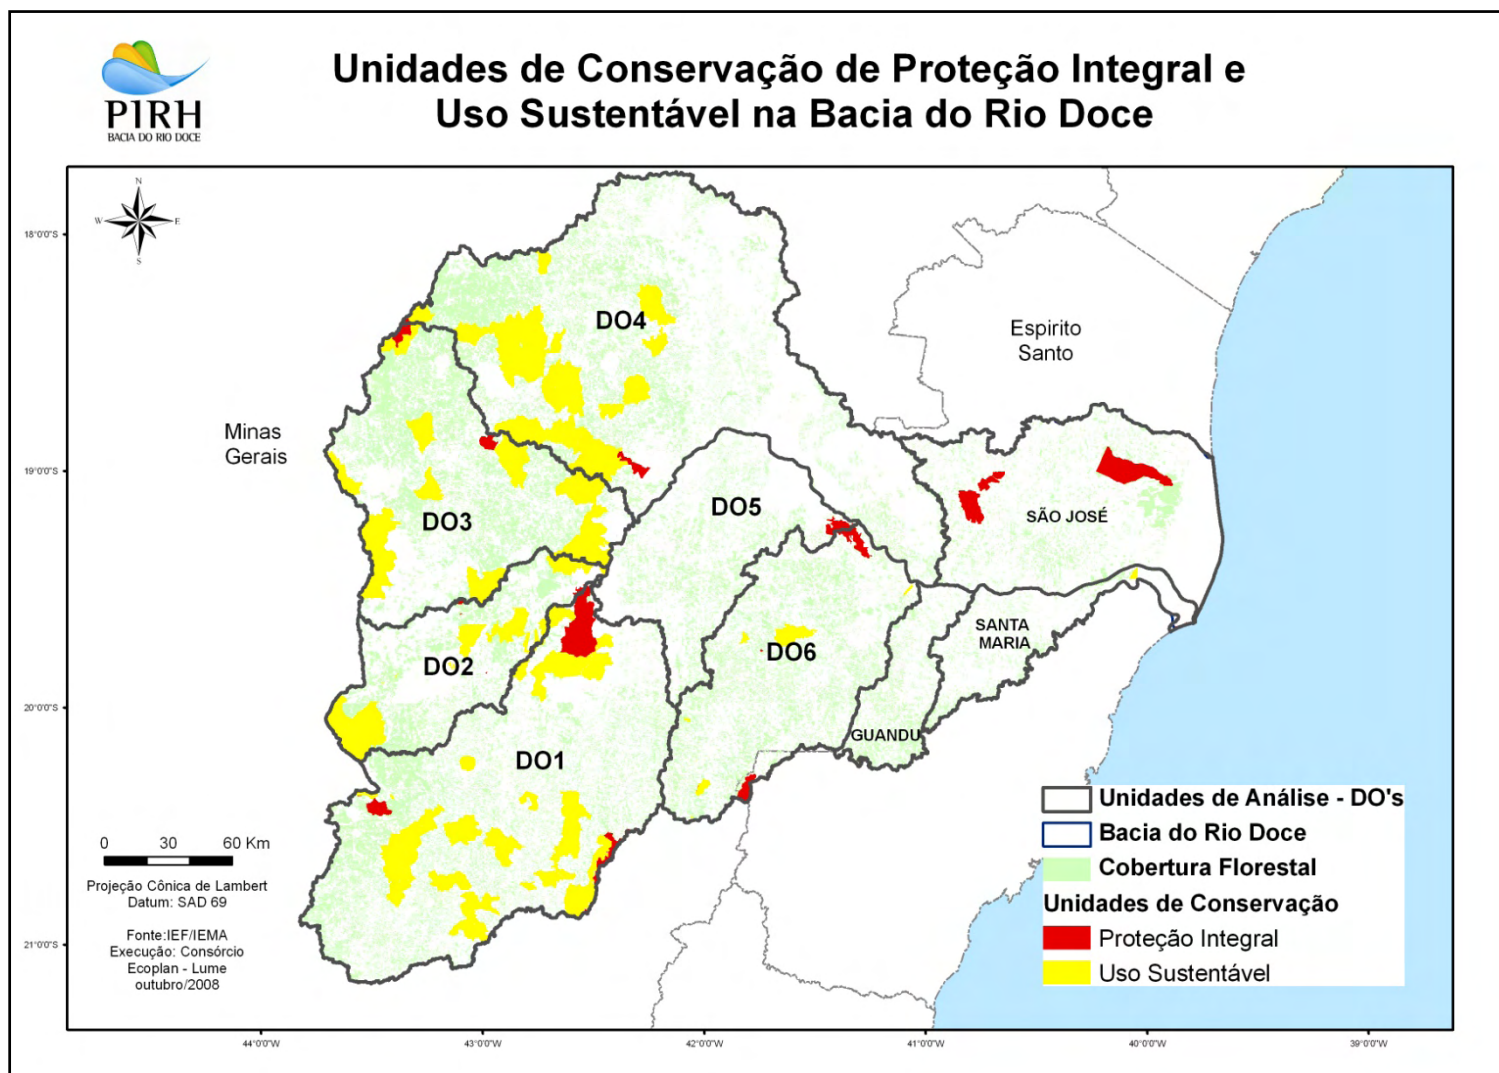 PIRH
BACIA DO RIO DOCE
Unidades de Conservação de Proteção Integral e
Uso Sustentável na Bacia do Rio Doce
N
W
E
S
18°0'0"S
19°0'0"S
20°0'0"S
21°0'0"S
DO4
Espirito
Santo
Minas
Gerais
DO5
DO3
SÃO JOSÉ
SANTA
MARIA
DO6
DO2
GUANDU
DO1
0 30 60 Km
Projeção Cônica de Lambert
Datum: SAD 69
Fonte:IEF/IEMA
Execução: Consórcio
Ecoplan - Lume
outubro/2008
Unidades de Análise - DO's
Bacia do Rio Doce
Cobertura Florestal
Unidades de Conservação
Proteção Integral
Uso Sustentável
44°0'0"W
43°0'0"W
42°0'0"W
41°0'0"W
40°0'0"W
39°0'0"W